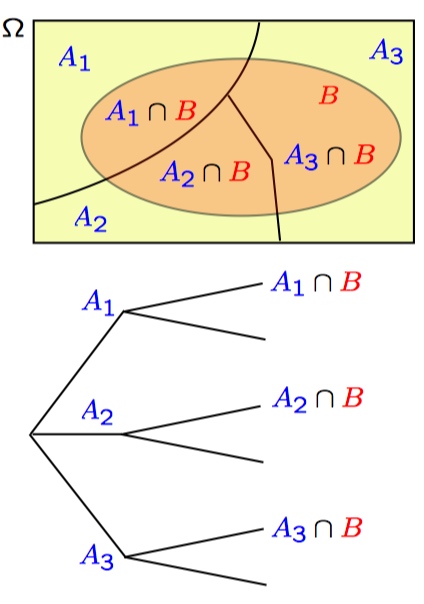 Ω
A₁ A₃
B
A₁ ∩ B
A₂ ∩ B A₃ ∩ B
A₂
A₁ A₁ ∩ B
A₂ A₂ ∩ B
A₃ A₃ ∩ B